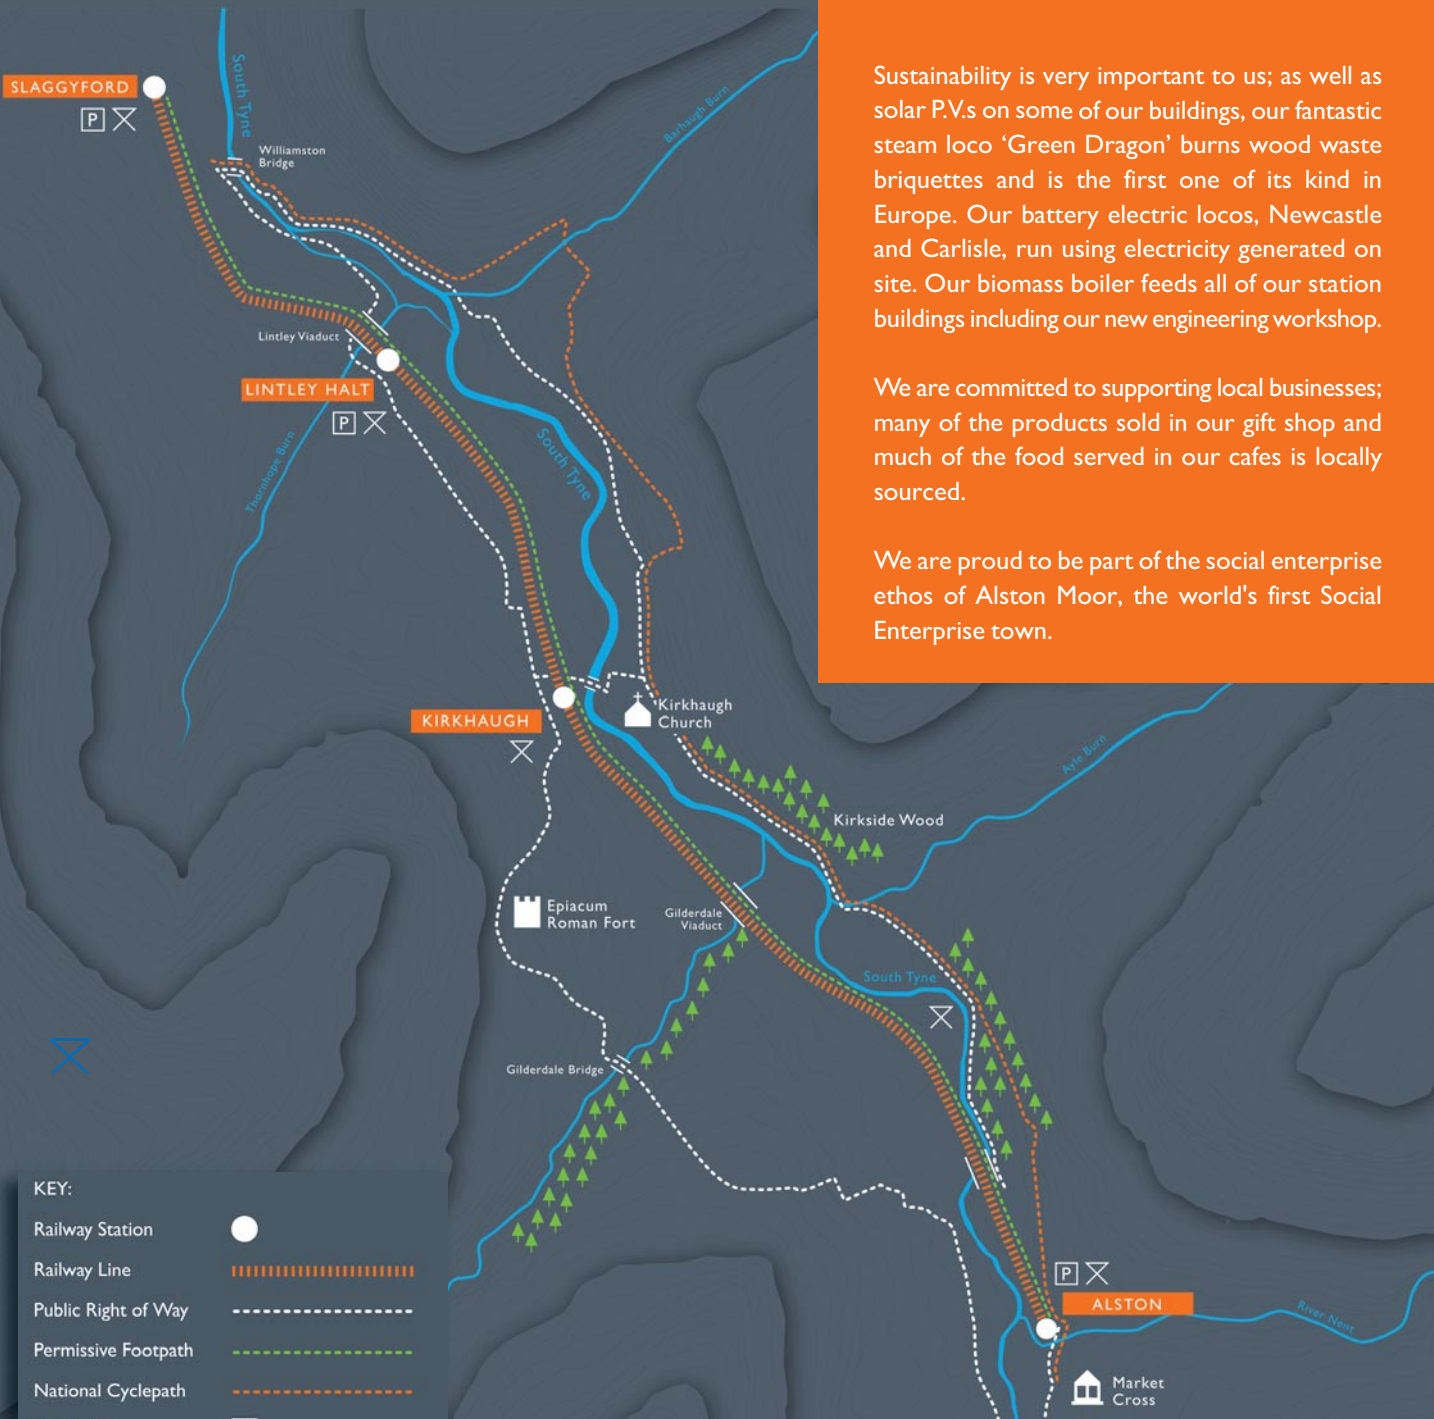 SLAGGYFORD
P
South Tyne
Williamston
Bridge
Barhaugh Burn
Lintley Viaduct
LINTLEY HALT
P
Thornhope Burn
South Tyne
KIRKHAUGH
Kirkhaugh
Church
Ayle Burn
Kirkside Wood
Epiacum
Roman Fort
Gilderdale
Viaduct
South Tyne
Gilderdale Bridge
P
ALSTON
River Nent
Market
Cross
KEY:
Railway Station
Railway Line
Public Right of Way
Permissive Footpath
National Cyclepath
Sustainability is very important to us; as well as
solar P.V.s on some of our buildings, our fantastic
steam loco ‘Green Dragon’ burns wood waste
briquettes and is the first one of its kind in
Europe. Our battery electric locos, Newcastle
and Carlisle, run using electricity generated on
site. Our biomass boiler feeds all of our station
buildings including our new engineering workshop.
We are committed to supporting local businesses;
many of the products sold in our gift shop and
much of the food served in our cafes is locally
sourced.
We are proud to be part of the social enterprise
ethos of Alston Moor, the world's first Social
Enterprise town.